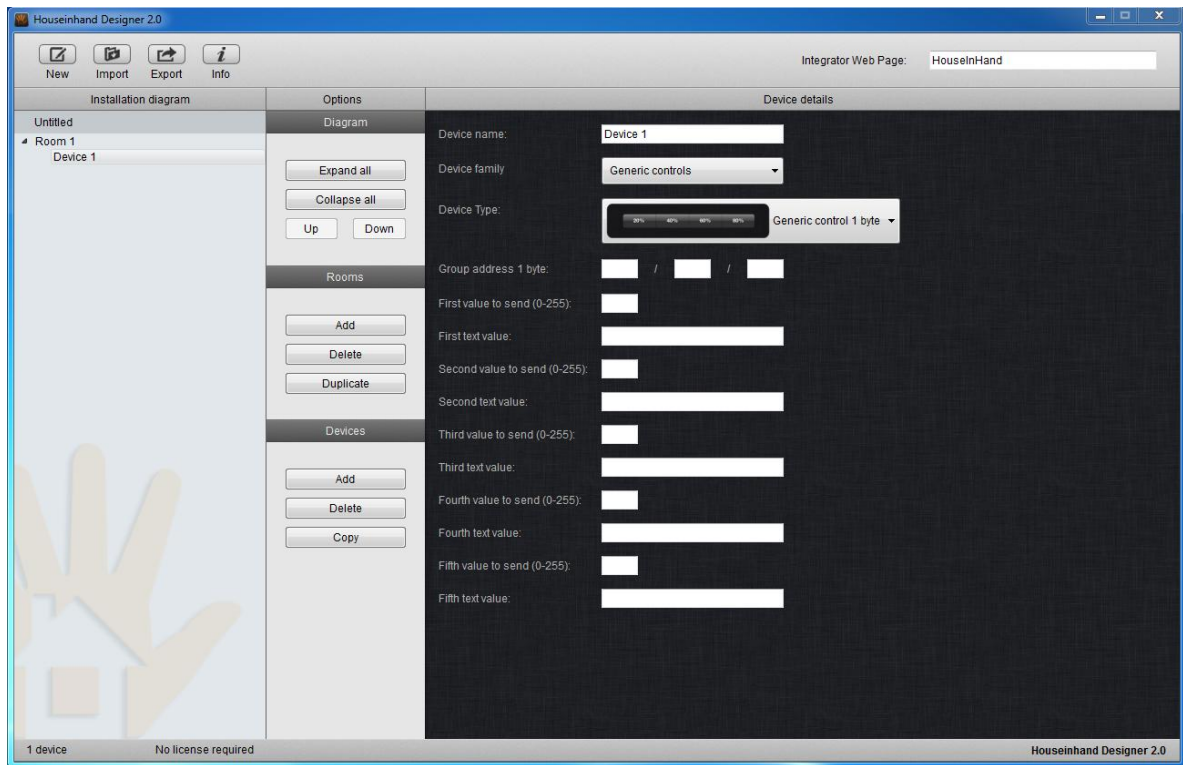 Houseinhand Designer 2.0
New Import Export Info
Integrator Web Page: HouseInHand
Installation diagram
Options
Device details
Untitled
Room 1
Device 1
Diagram
Expand all
Collapse all
Up Down
Rooms
Add
Delete
Duplicate
Devices
Add
Delete
Copy
Device name: Device 1
Device family Generic controls
Device Type: 20% 40% 60% 80% Generic control 1 byte
Group address 1 byte: / /
First value to send (0-255):
First text value:
Second value to send (0-255):
Second text value:
Third value to send (0-255):
Third text value:
Fourth value to send (0-255):
Fourth text value:
Fifth value to send (0-255):
Fifth text value:
1 device No license required
Houseinhand Designer 2.0